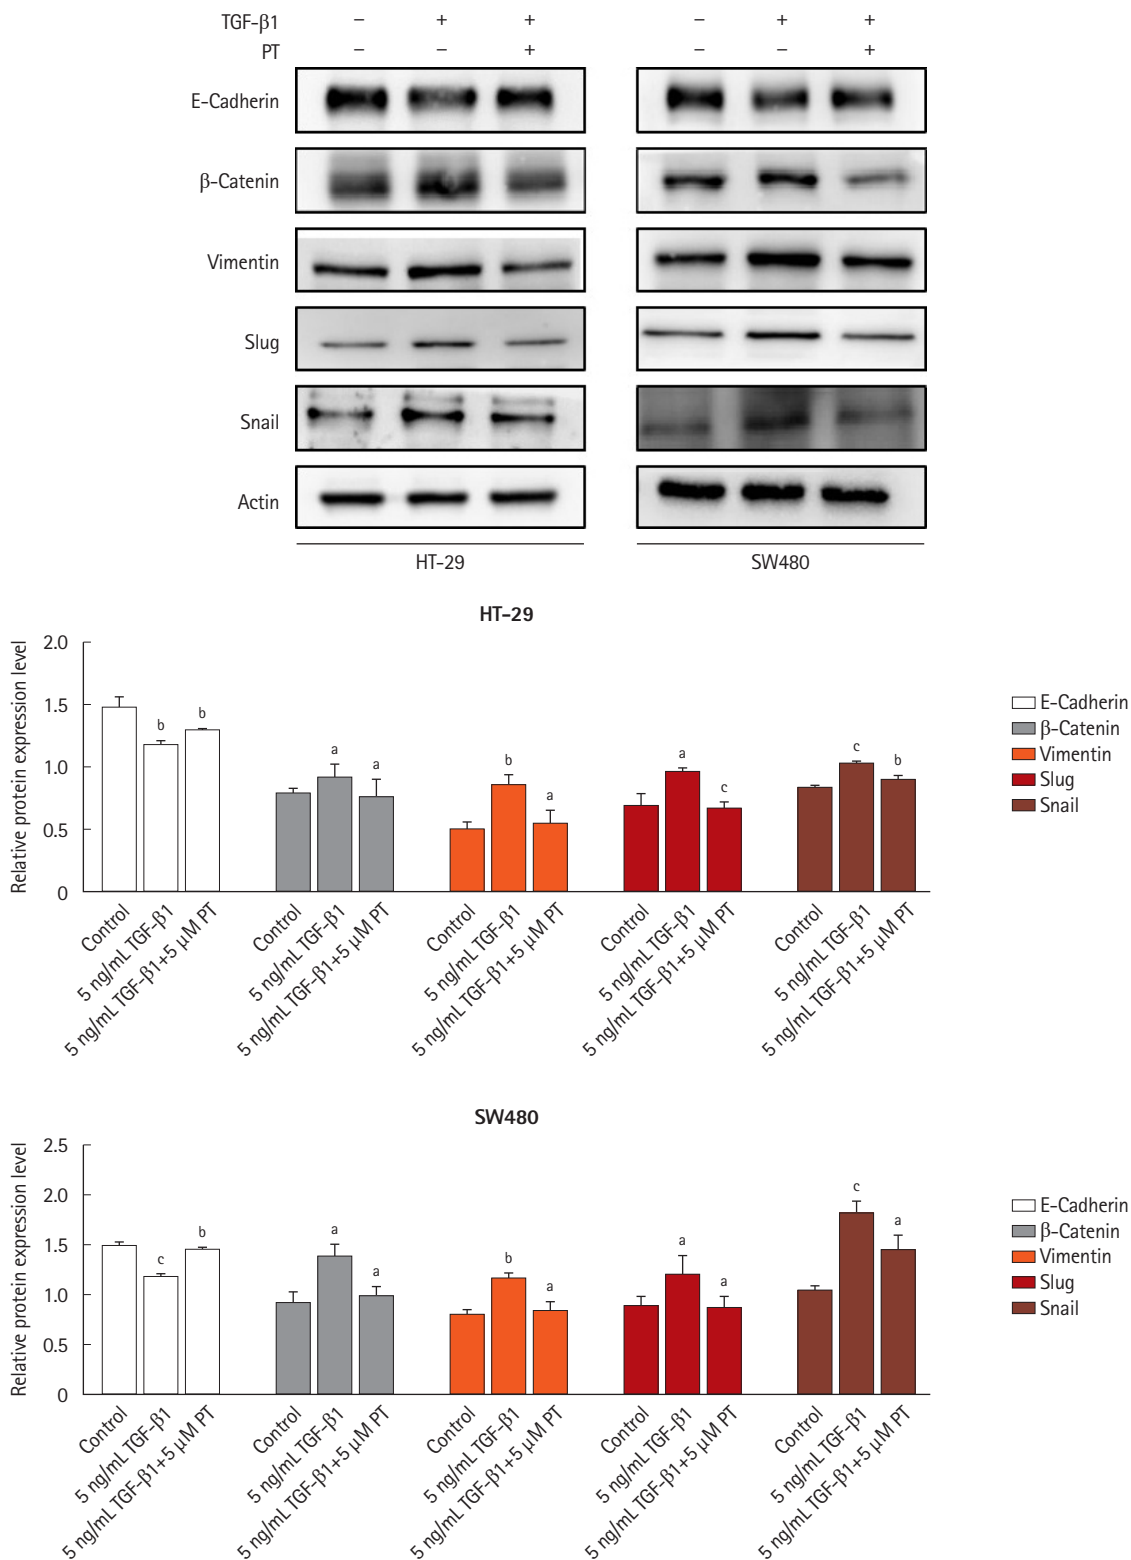 TGF-β1 – + + – + +
PT – – + – – +
E-Cadherin
β-Catenin
Vimentin
Slug
Snail
Actin
HT-29 SW480
HT-29
Relative protein expression level
2.0
1.5
1.0
0.5
0
b b
a a
b a
a c
c b
Control
5 ng/mL TGF-β1
5 ng/mL TGF-β1+5 μM PT
Control
5 ng/mL TGF-β1
5 ng/mL TGF-β1+5 μM PT
Control
5 ng/mL TGF-β1
5 ng/mL TGF-β1+5 μM PT
Control
5 ng/mL TGF-β1
5 ng/mL TGF-β1+5 μM PT
Control
5 ng/mL TGF-β1
5 ng/mL TGF-β1+5 μM PT
E-Cadherin
β-Catenin
Vimentin
Slug
Snail
SW480
Relative protein expression level
2.5
2.0
1.5
1.0
0.5
0
c b
a a
b a
a a
c a
Control
5 ng/mL TGF-β1
5 ng/mL TGF-β1+5 μM PT
Control
5 ng/mL TGF-β1
5 ng/mL TGF-β1+5 μM PT
Control
5 ng/mL TGF-β1
5 ng/mL TGF-β1+5 μM PT
Control
5 ng/mL TGF-β1
5 ng/mL TGF-β1+5 μM PT
Control
5 ng/mL TGF-β1
5 ng/mL TGF-β1+5 μM PT
E-Cadherin
β-Catenin
Vimentin
Slug
Snail